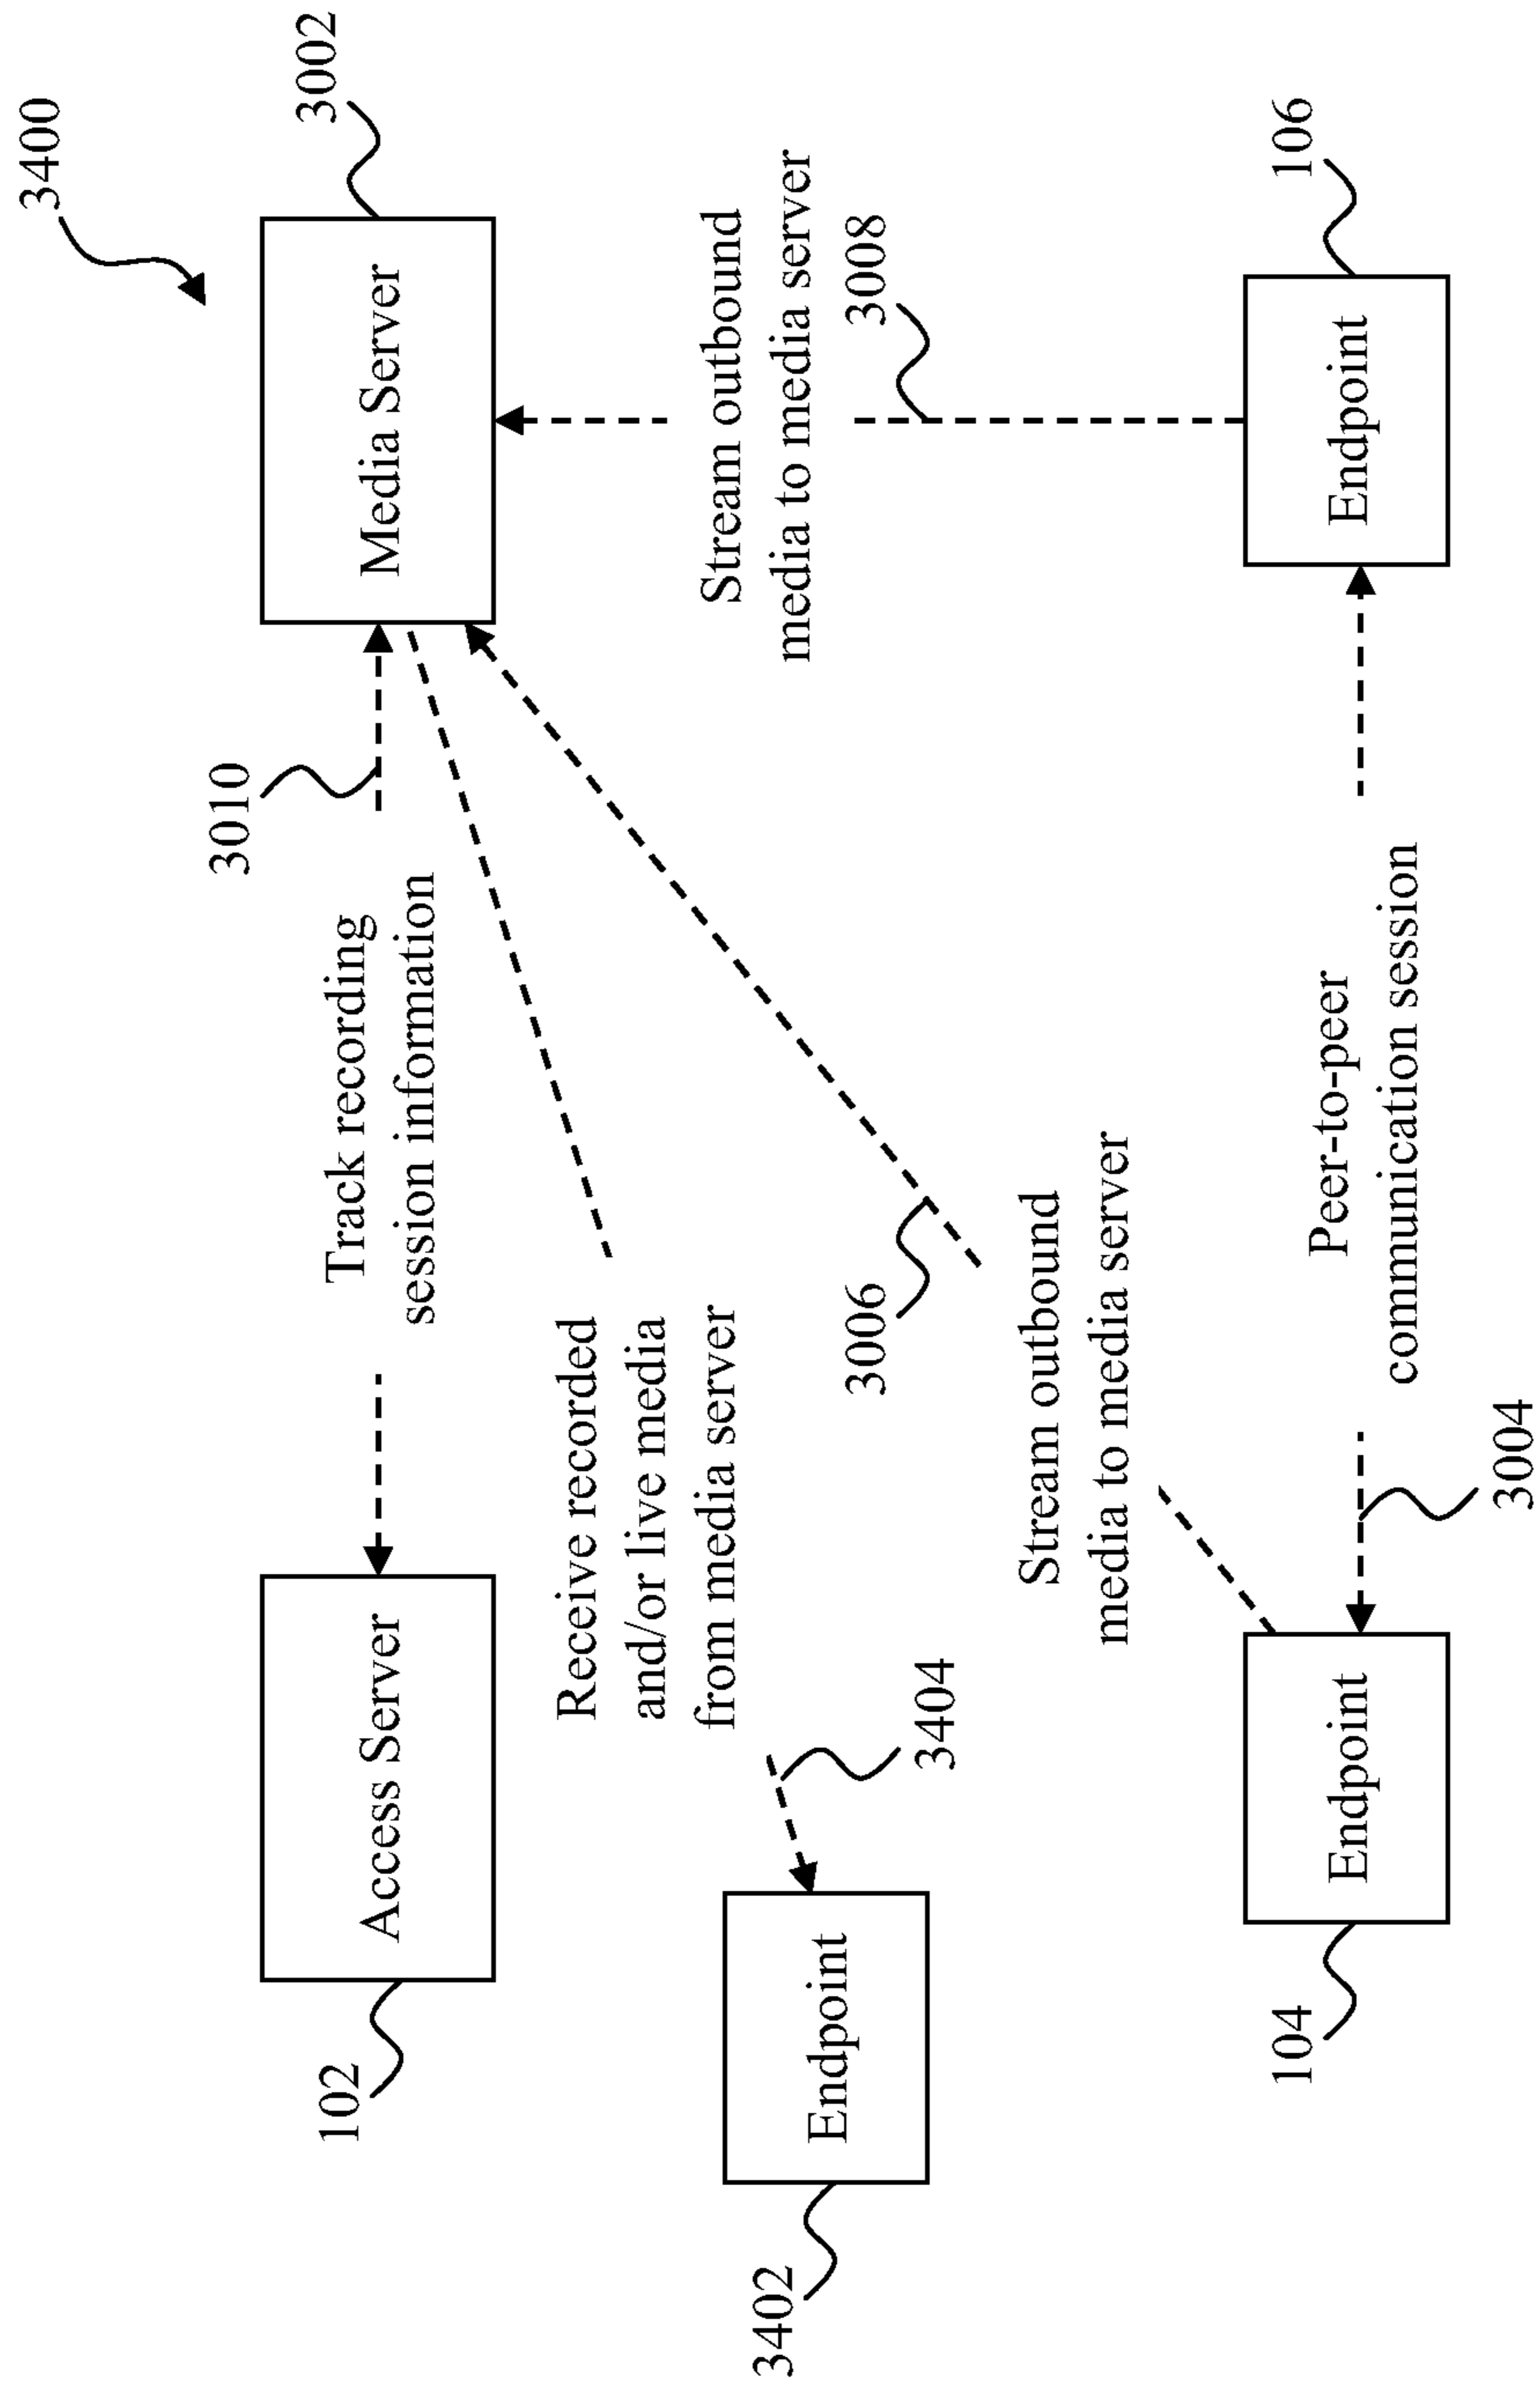 3400
102
Access Server
Track recording
session information
3010
Media Server
3002
3402
Endpoint
3404
Receive recorded
and/or live media
from media server
3006
Stream outbound
media to media server
Stream outbound
media to media server
3008
104
Endpoint
3004
Peer-to-peer
communication session
Endpoint
106